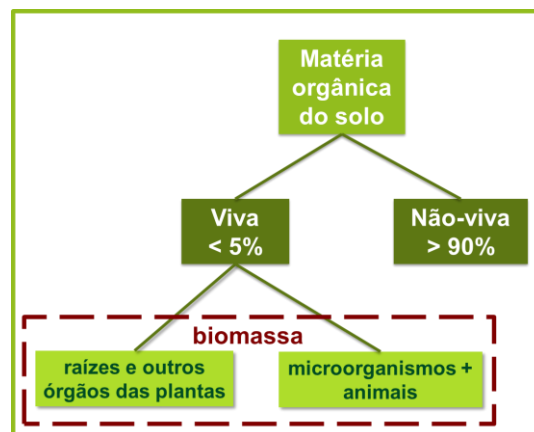 Matéria
orgânica
do solo
Viva
< 5%
Não-viva
> 90%
biomassa
raízes e outros
órgãos das plantas
microorganismos +
animais